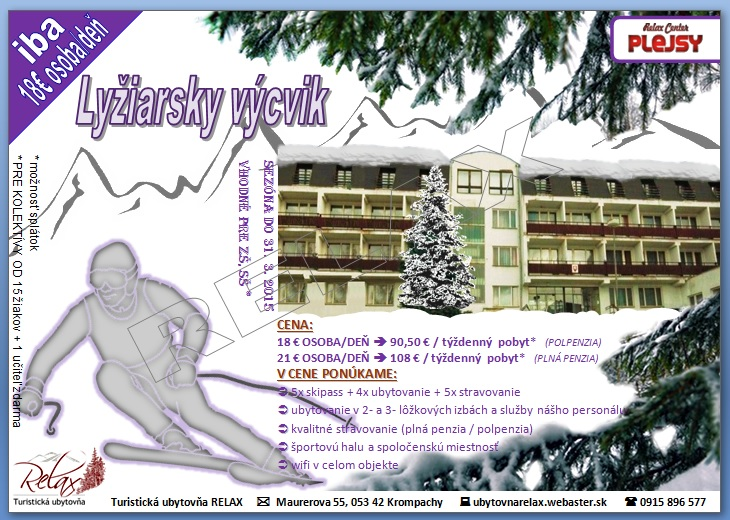 iba
18€ osoba/deň
Relax Center
PLEJSY
Lyžiarsky výcvik
SEZÓNA DO 31. 3. 2015
VHODNÉ PRE ZŠ, SŠ *
* možnosť splátok
* PRE KOLEKTÍVY OD 15 žiakov + 1 učiteľ zdarma
RELAX
CENA:
18 € OSOBA/DEŇ 🡺 90,50 € / týždenný pobyt* (POLPENZIA)
21 € OSOBA/DEŇ 🡺 108 € / týždenný pobyt* (PLNÁ PENZIA)
V CENE PONÚKAME:
➲ 5x skipass + 4x ubytovanie + 5x stravovanie
➲ ubytovanie v 2- a 3- lôžkových izbách a služby nášho personálu
➲ kvalitné stravovanie (plná penzia / polpenzia)
➲ športovú halu a spoločenskú miestnosť
➲ wifi v celom objekte
Relax
Turistická ubytovňa
Turistická ubytovňa RELAX ✉ Maurerova 55, 053 42 Krompachy 💻 ubytovnarelax.webaster.sk ☎ 0915 896 577